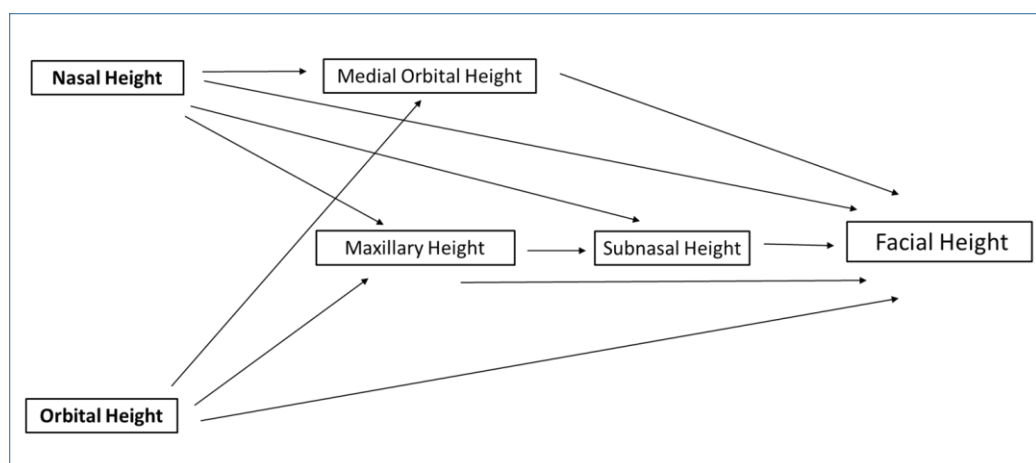 Nasal Height
Medial Orbital Height
Maxillary Height
Subnasal Height
Facial Height
Orbital Height